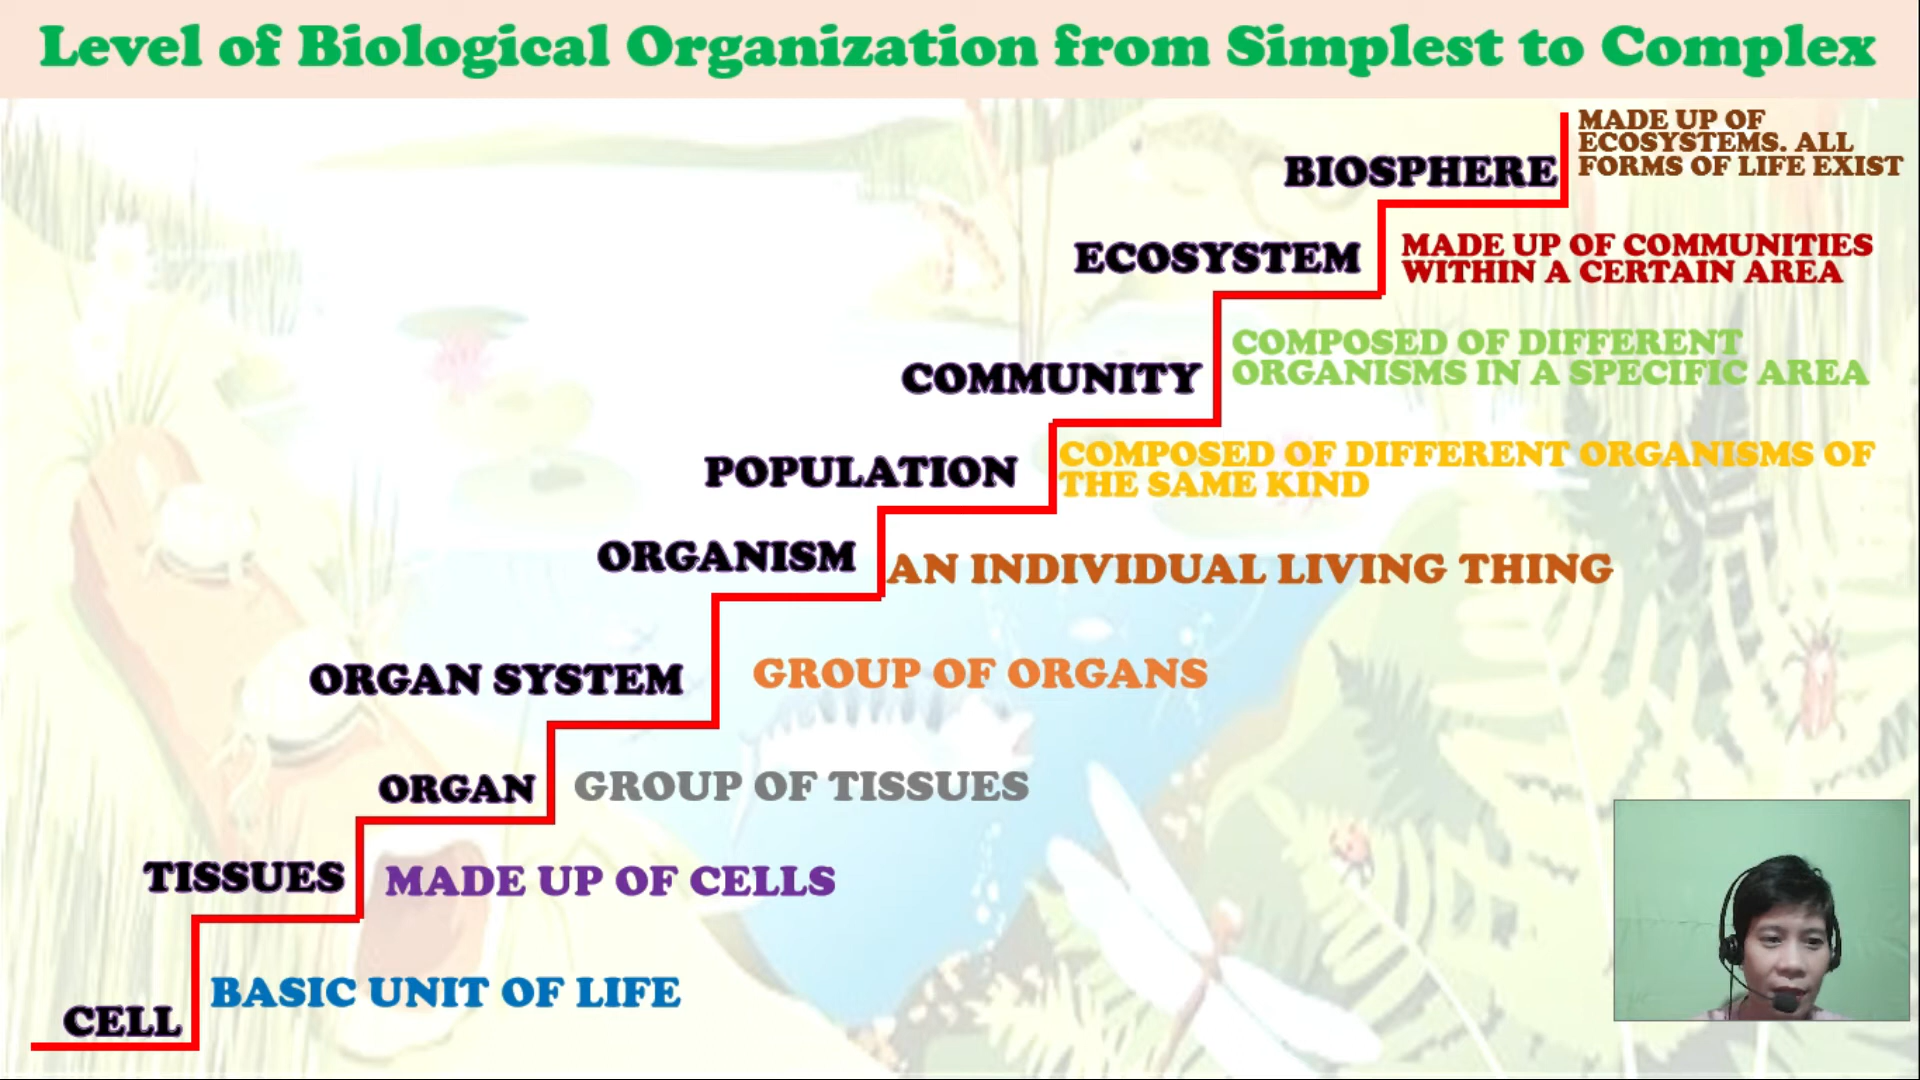 Level of Biological Organization from Simplest to Complex
MADE UP OF
ECOSYSTEMS. ALL
FORMS OF LIFE EXIST
BIOSPHERE
ECOSYSTEM
MADE UP OF COMMUNITIES
WITHIN A CERTAIN AREA
COMMUNITY
COMPOSED OF DIFFERENT
ORGANISMS IN A SPECIFIC AREA
POPULATION
COMPOSED OF DIFFERENT ORGANISMS OF
THE SAME KIND
ORGANISM
AN INDIVIDUAL LIVING THING
ORGAN SYSTEM
GROUP OF ORGANS
ORGAN
GROUP OF TISSUES
TISSUES
MADE UP OF CELLS
CELL
BASIC UNIT OF LIFE